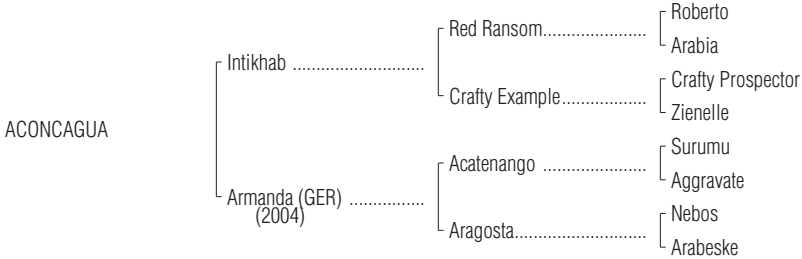 Roberto
Red Ransom......................
Arabia
Intikhab ............................
Crafty Prospector
Crafty Example..................
Zienelle
ACONCAGUA
Surumu
Acatenango ......................
Aggravate
Armanda (GER) ................
(2004)
Nebos
Aragosta............................
Arabeske